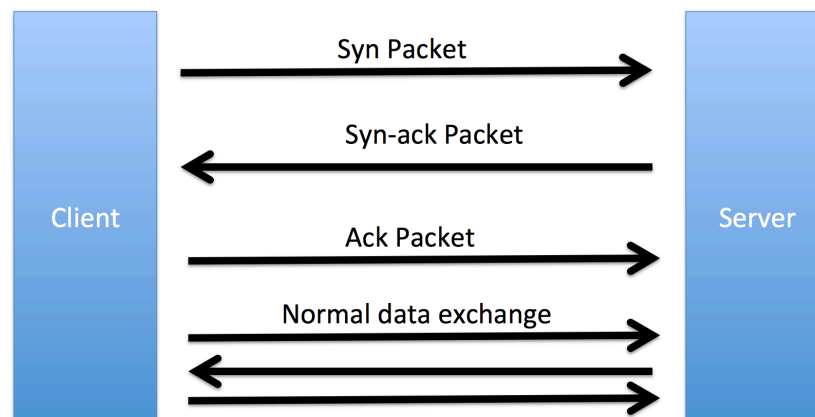 Syn Packet
Syn-ack Packet
Client
Server
Ack Packet
Normal data exchange